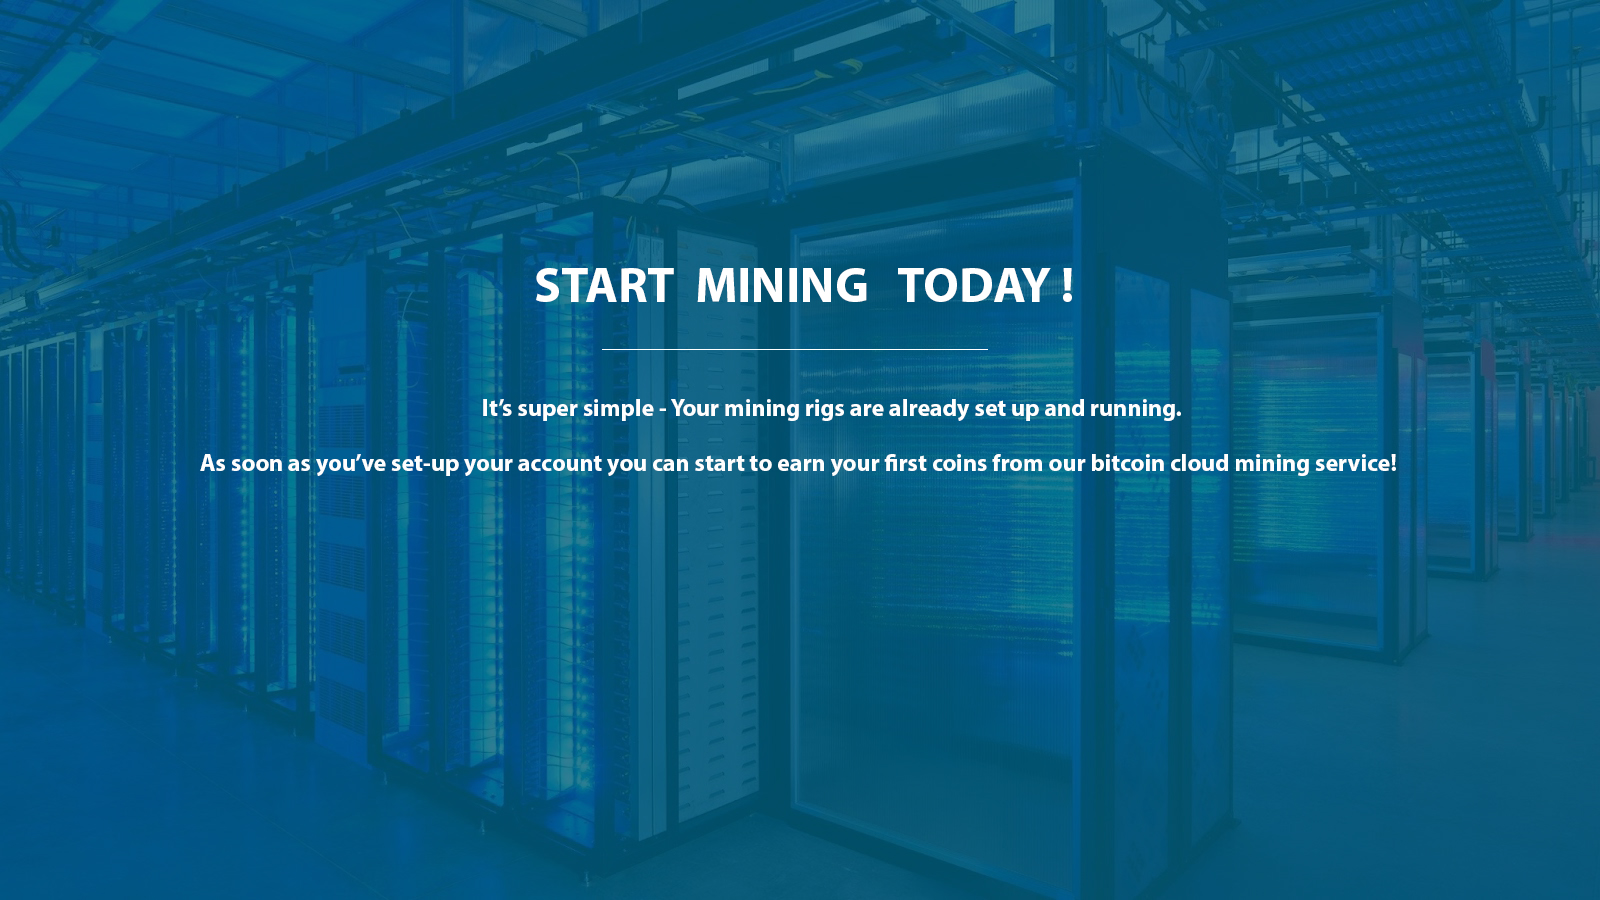 START MINING TODAY !
It’s super simple - Your mining rigs are already set up and running.
As soon as you’ve set-up your account you can start to earn your first coins from our bitcoin cloud mining service!